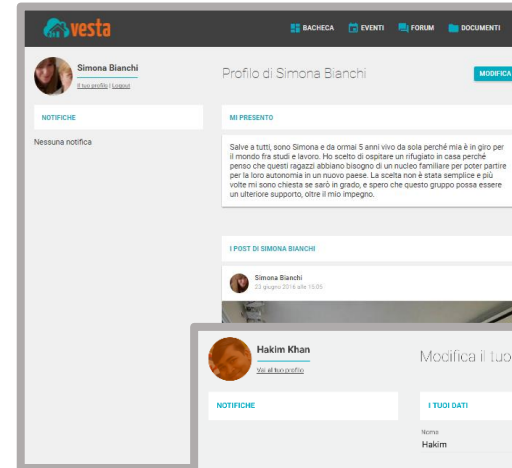 vesta
BACHECA EVENTI FORUM DOCUMENTI
Simona Bianchi
Il tuo profilo | Logout
Profilo di Simona Bianchi
MODIFICA
NOTIFICHE
Nessuna notifica
MI PRESENTO
Salve a tutti, sono Simona e da ormai 5 anni vivo da sola perché mia è in giro per
il mondo fra studi e lavoro. Ho scelto di ospitare un rifugiato in casa perché
penso che questi ragazzi abbiano bisogno di un nucleo familiare per poter partire
per la loro autonomia in un nuovo paese. La scelta non è stata semplice e più
volte mi sono chiesta se sarò in grado, e spero che questo gruppo possa essere
un ulteriore supporto, oltre il mio impegno.
I POST DI SIMONA BIANCHI
Simona Bianchi
23 giugno 2016 alle 15:05
Hakim Khan
Vai al tuo profilo
Modifica il tuo
NOTIFICHE
I TUOI DATI
Nome
Hakim